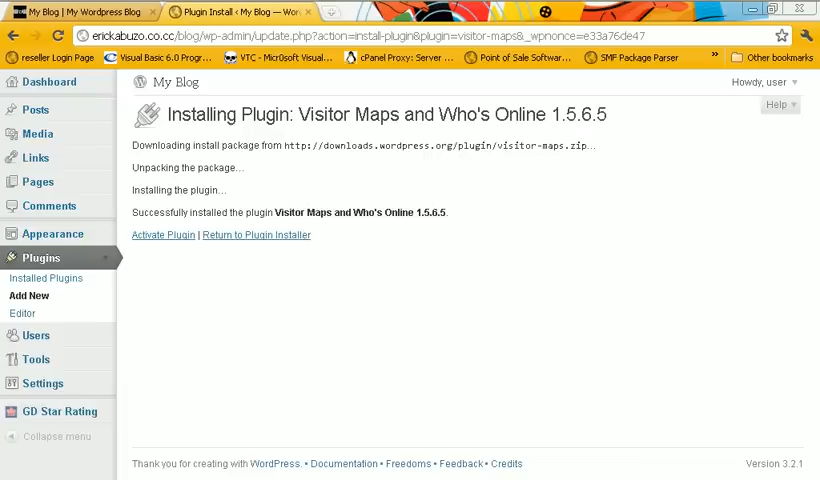 My Blog | My Wordpress Blog
Plugin Install ‹ My Blog — Wor
erickabuzo.co.cc/blog/wp-admin/update.php?action=install-plugin&plugin=visitor-maps&_wpnonce=e33a76de47
reseller Login Page
Visual Basic 6.0 Progr...
VTC - Micr0soft Visual...
cPanel Proxy: Server ...
Point of Sale Softwar...
SMF Package Parser
»
Other bookmarks
Dashboard
Posts
Media
Links
Pages
Comments
Appearance
Plugins
Installed Plugins
Add New
Editor
Users
Tools
Settings
GD Star Rating
Collapse menu
My Blog
Howdy, user
Help
Installing Plugin: Visitor Maps and Who's Online 1.5.6.5
Downloading install package from http://downloads.wordpress.org/plugin/visitor-maps.zip…
Unpacking the package…
Installing the plugin…
Successfully installed the plugin Visitor Maps and Who's Online 1.5.6.5.
Activate Plugin | Return to Plugin Installer
Thank you for creating with WordPress. • Documentation • Freedoms • Feedback • Credits
Version 3.2.1